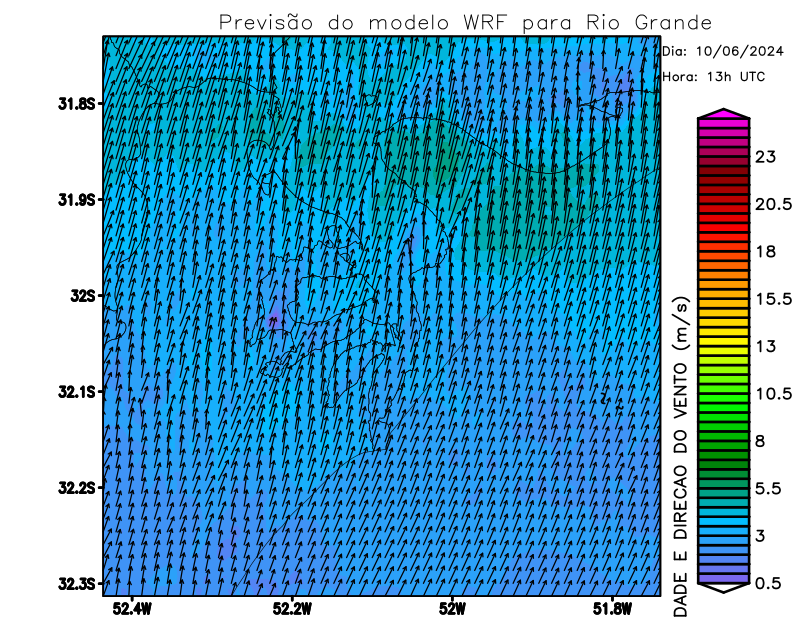 Previsão do modelo WRF para Rio Grande
Dia: 10/06/2024
Hora: 13h UTC
31.8S
31.9S
32S
32.1S
32.2S
32.3S
52.4W
52.2W
52W
51.8W
23
20.5
18
15.5
13
10.5
8
5.5
3
0.5
DADE E DIRECAO DO VENTO (m/s)